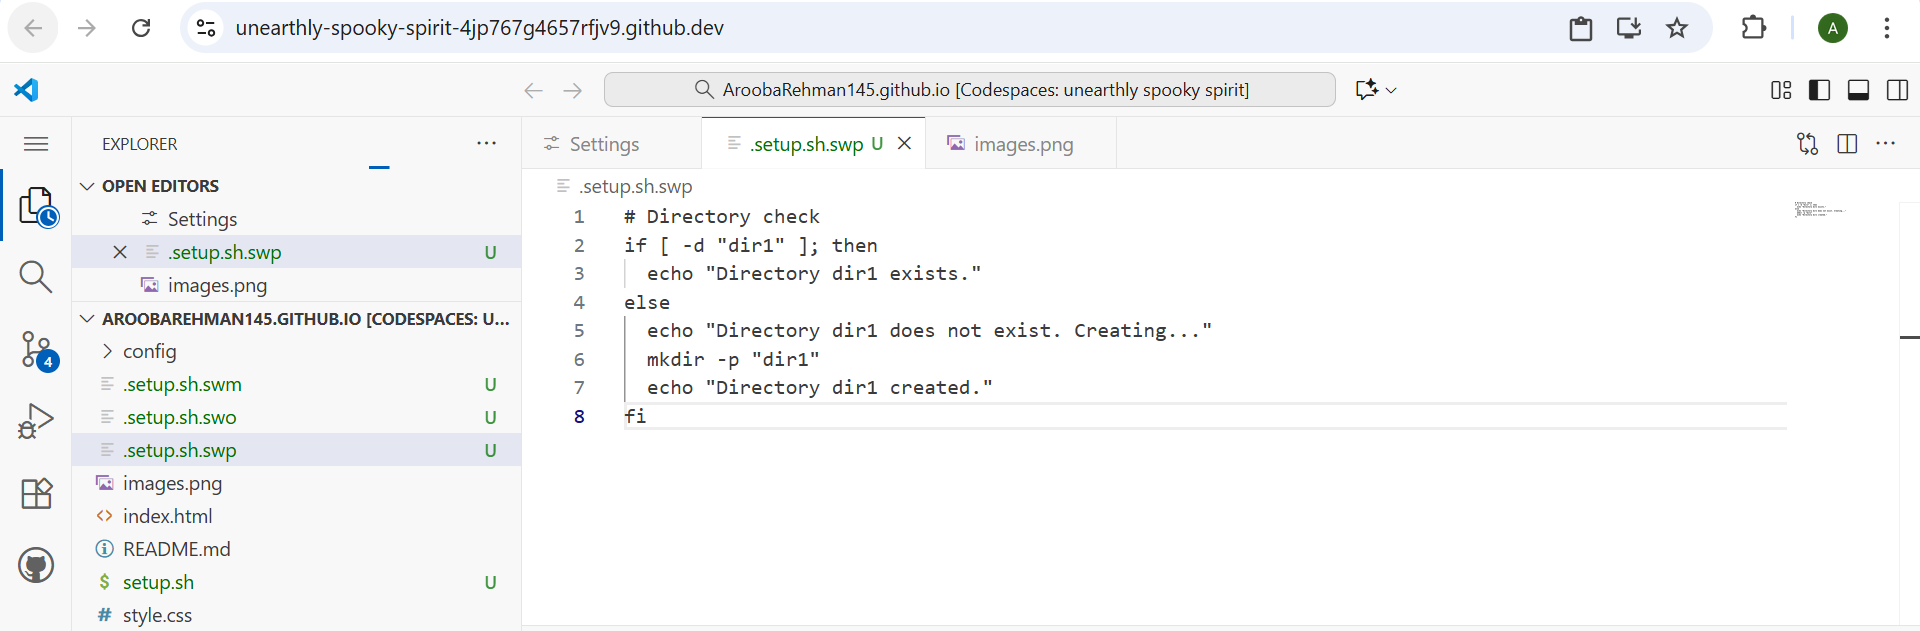 unearthly-spooky-spirit-4jp767g4657rfjv9.github.dev
A
AroobaRehman145.github.io [Codespaces: unearthly spooky spirit]
EXPLORER
OPEN EDITORS
Settings
.setup.sh.swp U
images.png
AROOBAREHMAN145.GITHUB.IO [CODESPACES: U...
config
.setup.sh.swm U
.setup.sh.swo U
.setup.sh.swp U
images.png
index.html
README.md
$ setup.sh U
# style.css
4
Settings
.setup.sh.swp U
images.png
.setup.sh.swp
1 # Directory check
2 if [ -d "dir1" ]; then
3 echo "Directory dir1 exists."
4 else
5 echo "Directory dir1 does not exist. Creating..."
6 mkdir -p "dir1"
7 echo "Directory dir1 created."
8 fi